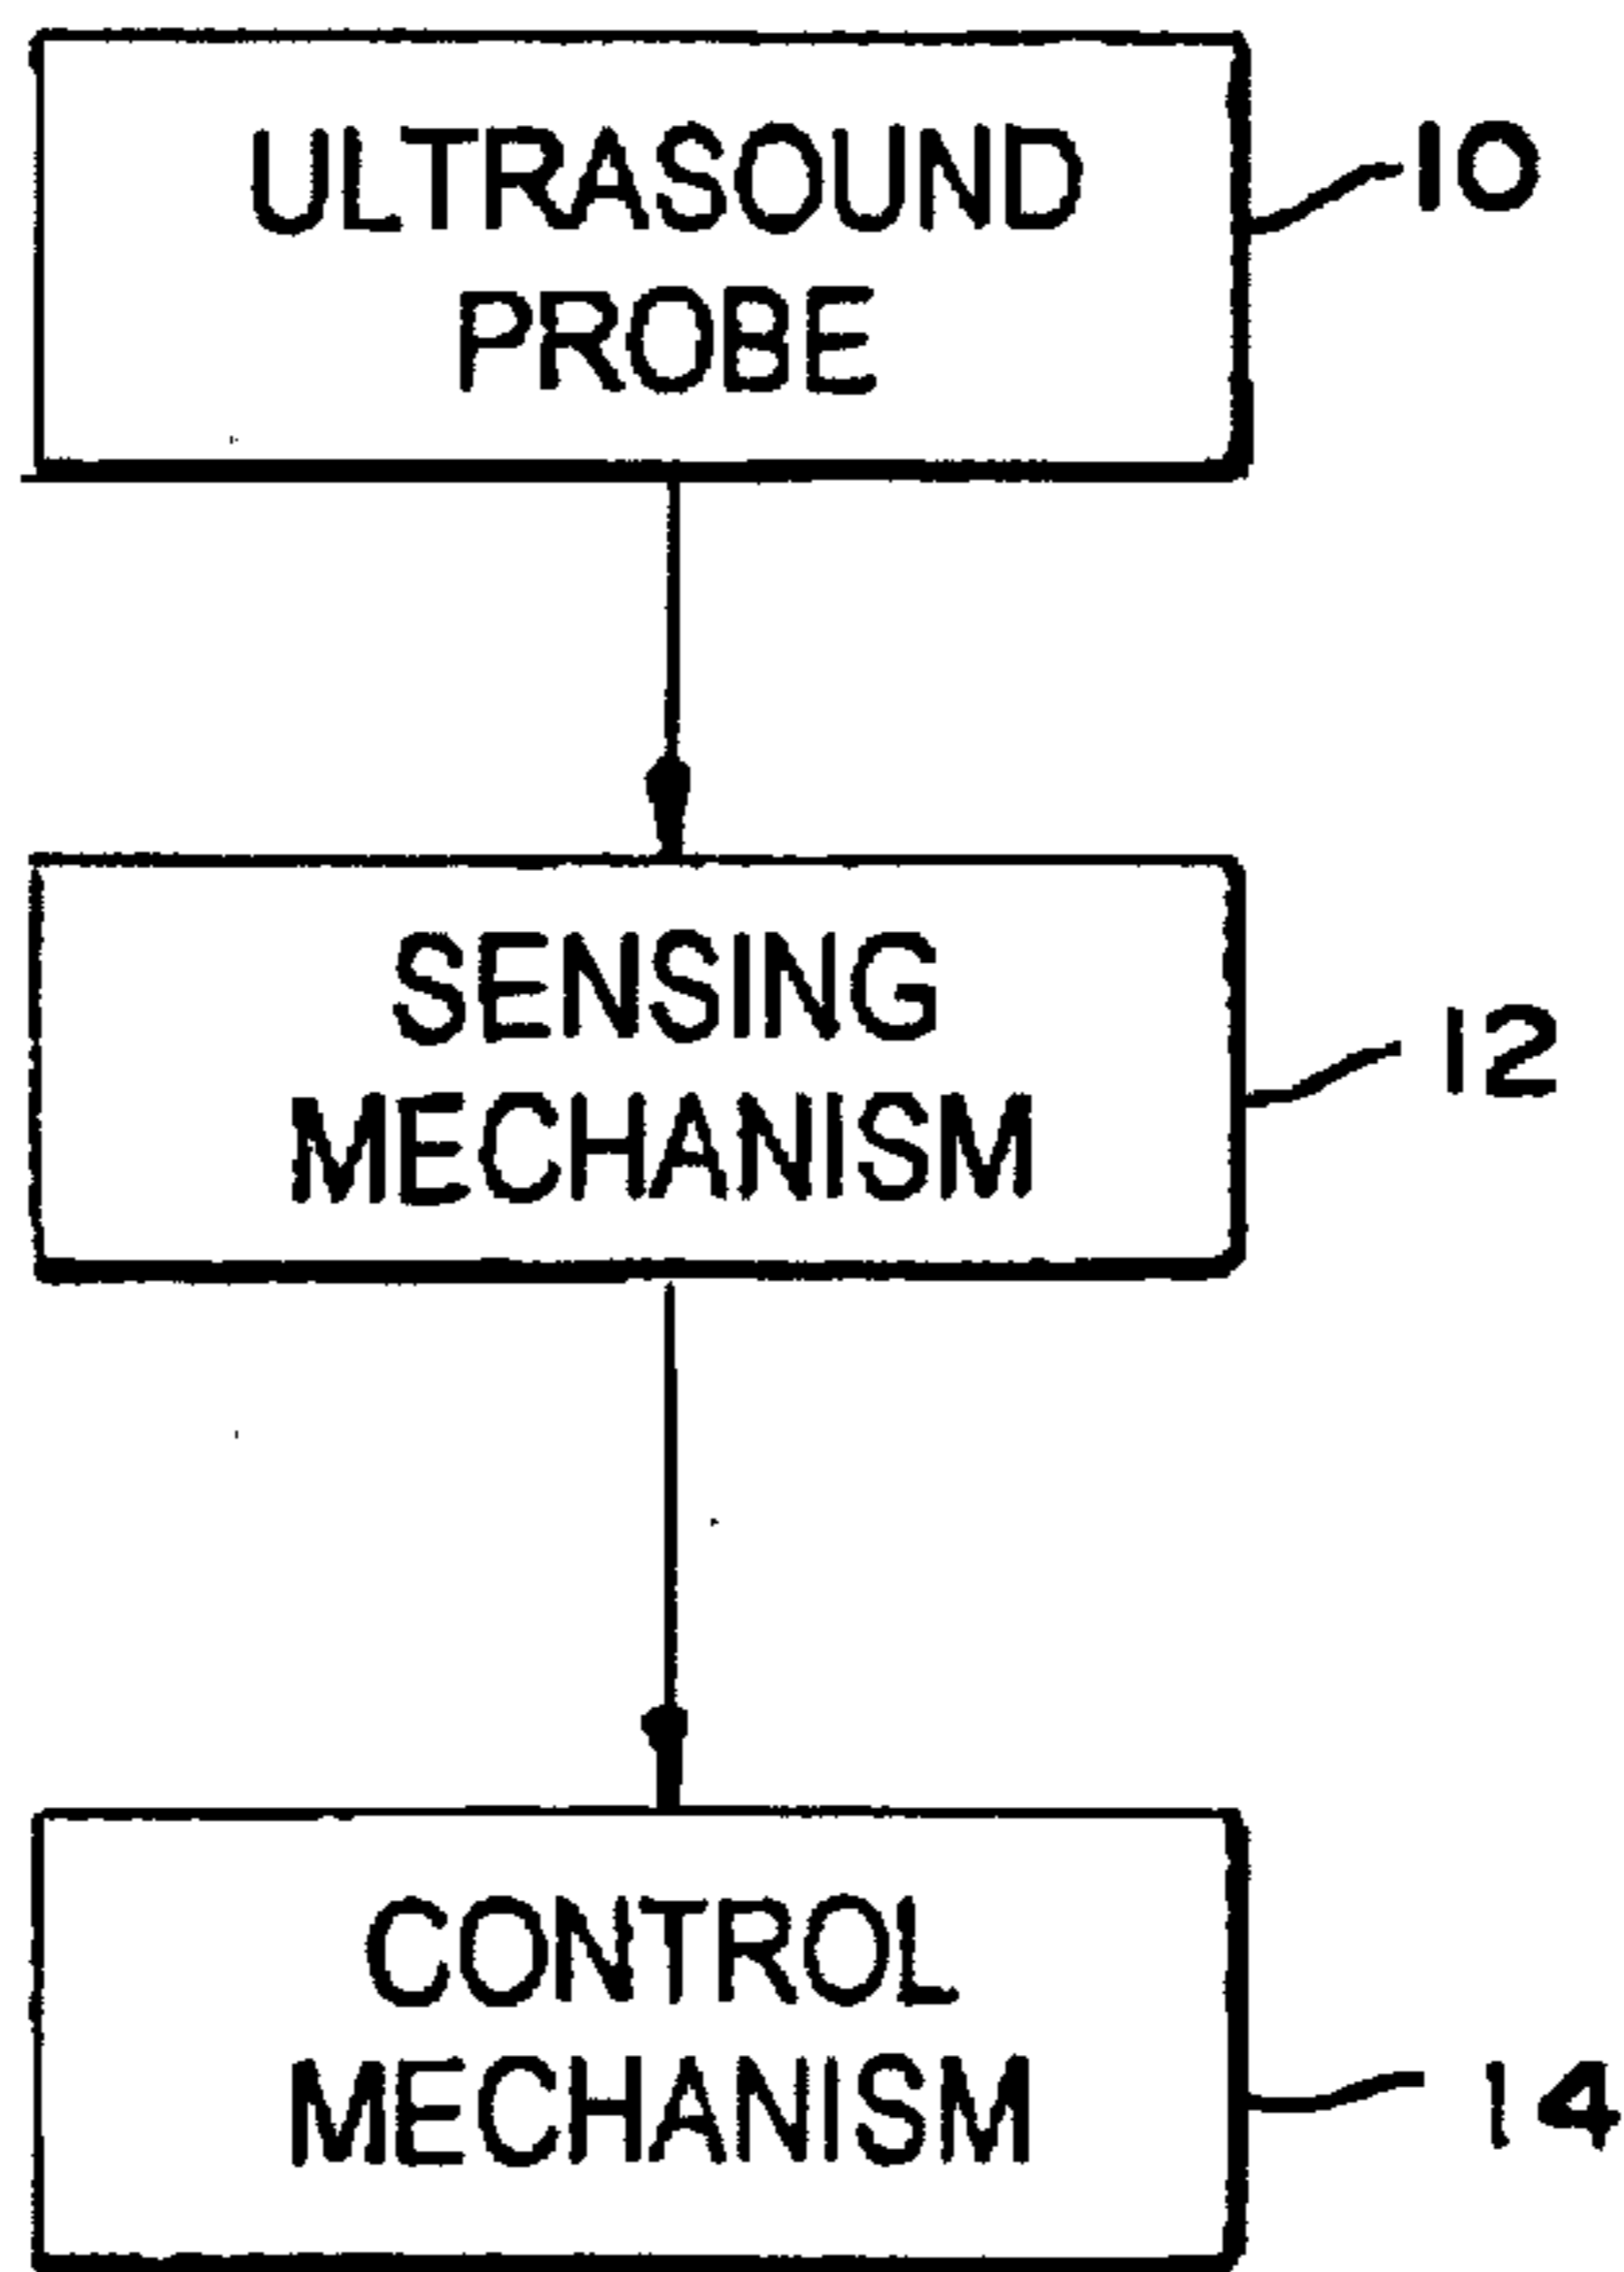 ULTRASOUND
PROBE
10
SENSING
MECHANISM
12
CONTROL
MECHANISM
14